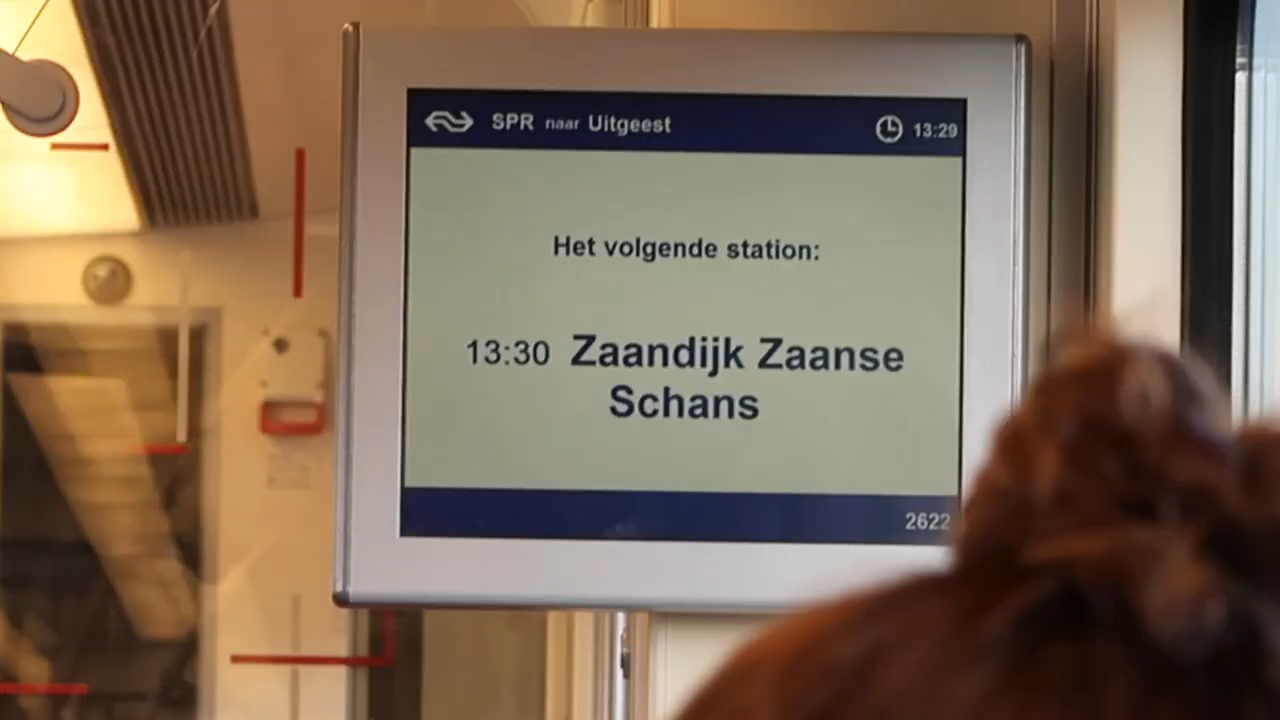 SPR naar Uitgeest
13:29
Het volgende station:
13:30 Zaandijk Zaanse
Schans
2622